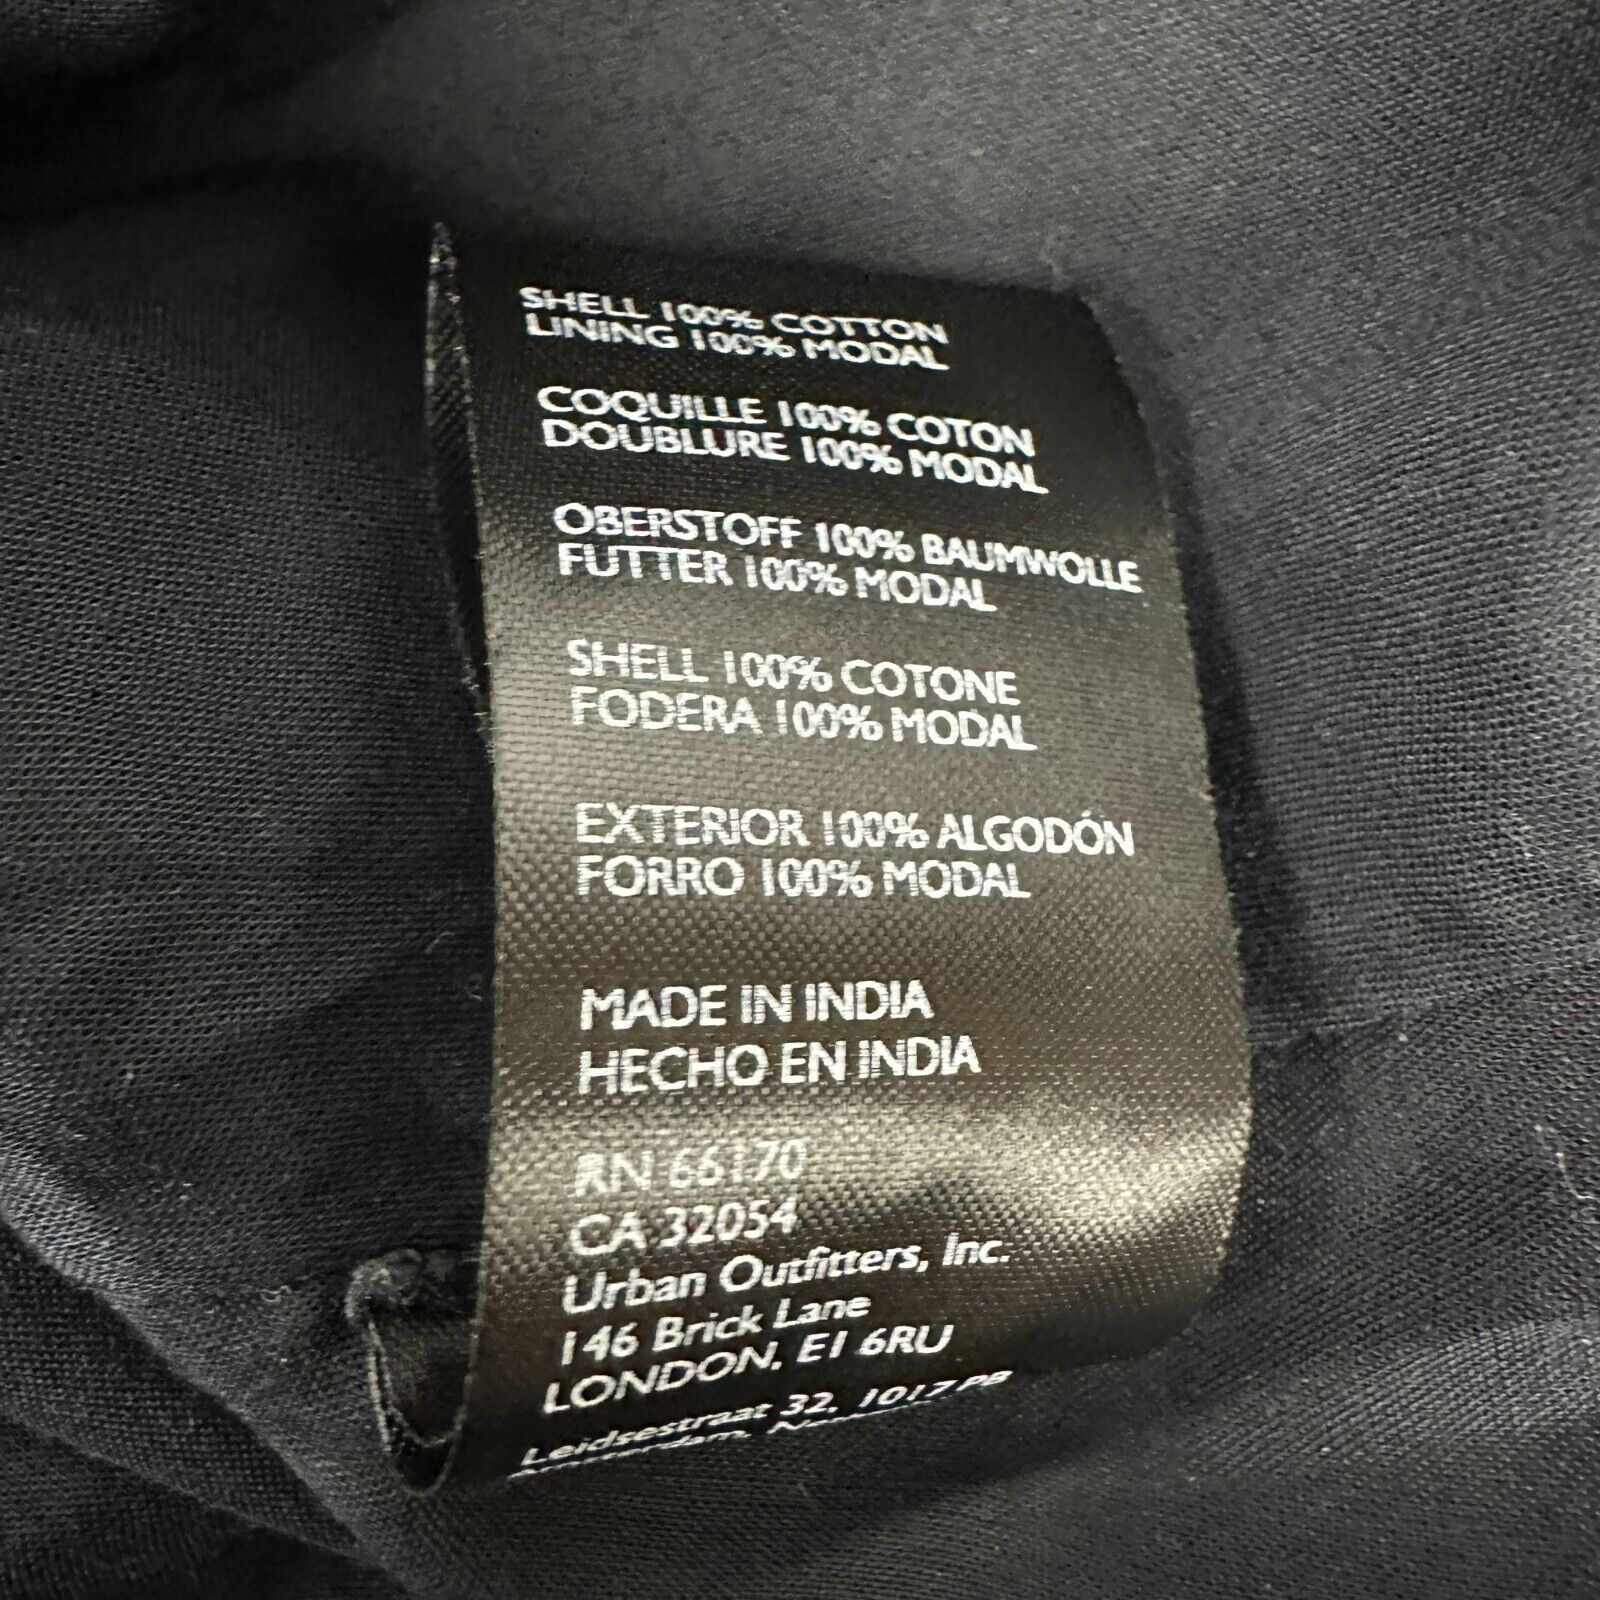 SHELL 100% COTTON
LINING 100% MODAL
COQUILLE 100% COTON
DOUBLURE 100% MODAL
OBERSTOFF 100% BAUMWOLLE
FUTTER 100% MODAL
SHELL 100% COTONE
FODERA 100% MODAL
EXTERIOR 100% ALGODÓN
FORRO 100% MODAL
MADE IN INDIA
HECHO EN INDIA
RN 66170
CA 32054
Urban Outfitters, Inc.
146 Brick Lane
LONDON, E1 6RU
Leidsestraat 32, 1017 PB
Amsterdam,